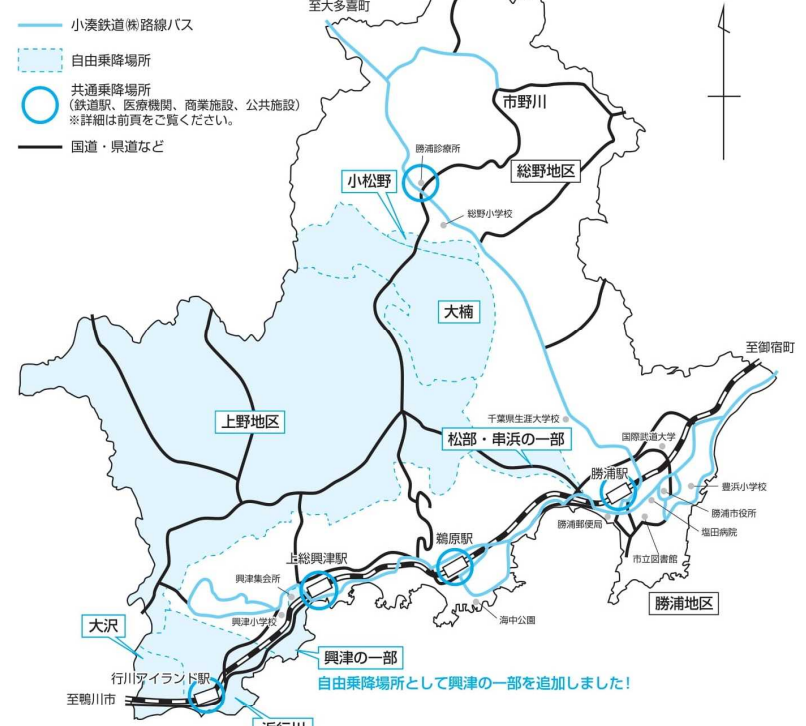 至大多喜町
小湊鉄道㈱路線バス
自由乗降場所
共通乗降場所
(鉄道駅、医療機関、商業施設、公共施設)
※詳細は前頁をご覧ください。
国道・県道など
市野川
勝浦診療所
総野地区
小松野
総野小学校
大楠
至御宿町
上野地区
千葉県生涯大学校
松部・串浜の一部
国際武道大学
勝浦駅
豊浜小学校
勝浦市役所
勝浦郵便局
塩田病院
鵜原駅
市立図書館
上総興津駅
興津集会所
勝浦地区
興津小学校
海中公園
大沢
興津の一部
行川アイランド駅
自由乗降場所として興津の一部を追加しました!
至鴨川市
浜行川